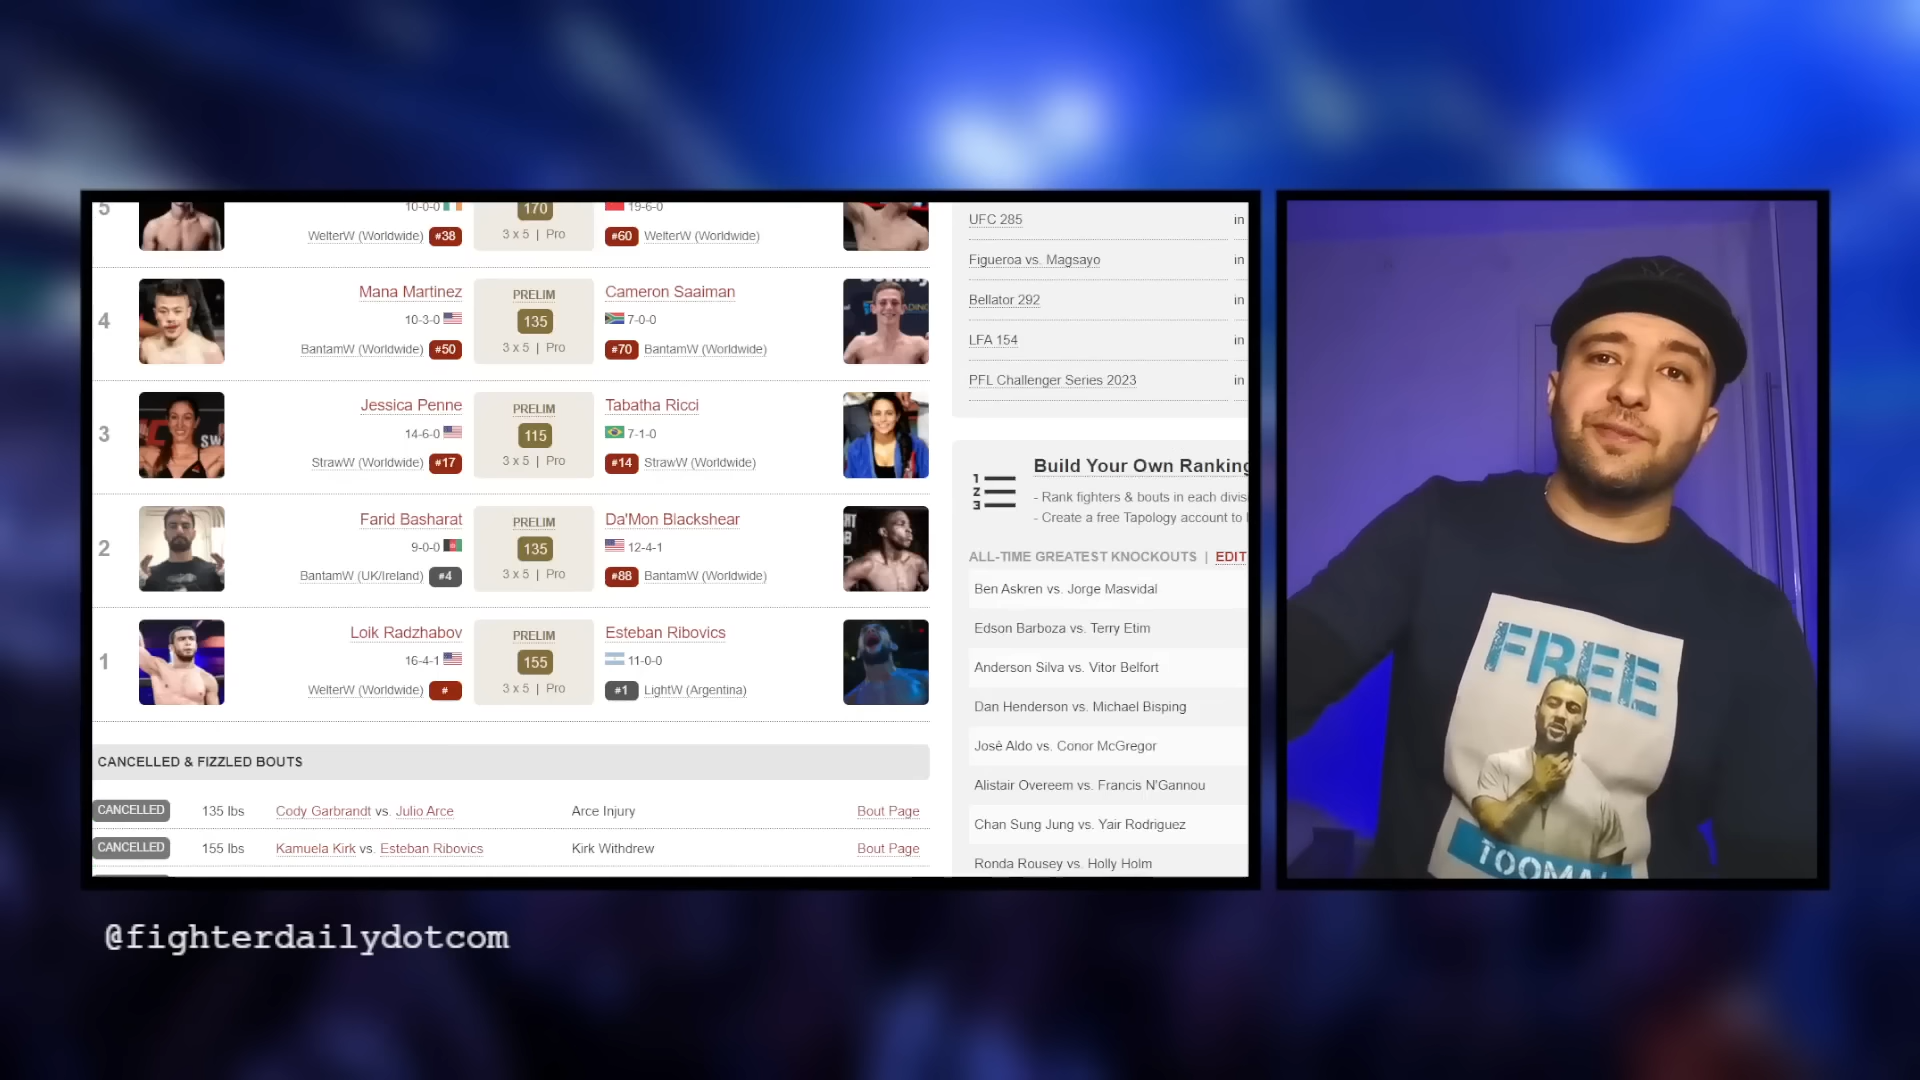 5
10-0-0
170
19-6-0
WelterW (Worldwide) #38
3 x 5 | Pro
#60 WelterW (Worldwide)
4
Mana Martinez
10-3-0
BantamW (Worldwide) #50
PRELIM
135
3 x 5 | Pro
Cameron Saaiman
7-0-0
#70 BantamW (Worldwide)
3
Jessica Penne
14-6-0
StrawW (Worldwide) #17
PRELIM
115
3 x 5 | Pro
Tabatha Ricci
7-1-0
#14 StrawW (Worldwide)
2
Farid Basharat
9-0-0
BantamW (UK/Ireland) #4
PRELIM
135
3 x 5 | Pro
Da'Mon Blackshear
12-4-1
#88 BantamW (Worldwide)
1
Loik Radzhabov
16-4-1
WelterW (Worldwide) #
PRELIM
155
3 x 5 | Pro
Esteban Ribovics
11-0-0
#1 LightW (Argentina)
CANCELLED & FIZZLED BOUTS
CANCELLED 135 lbs Cody Garbrandt vs. Julio Arce Arce Injury Bout Page
CANCELLED 155 lbs Kamuela Kirk vs. Esteban Ribovics Kirk Withdrew Bout Page
UFC 285 in
Figueroa vs. Magsayo in
Bellator 292 in
LFA 154 in
PFL Challenger Series 2023 in
Build Your Own Ranking
- Rank fighters & bouts in each divis
- Create a free Tapology account to
ALL-TIME GREATEST KNOCKOUTS | EDIT
Ben Askren vs. Jorge Masvidal
Edson Barboza vs. Terry Etim
Anderson Silva vs. Vitor Belfort
Dan Henderson vs. Michael Bisping
José Aldo vs. Conor McGregor
Alistair Overeem vs. Francis N'Gannou
Chan Sung Jung vs. Yair Rodriguez
Ronda Rousey vs. Holly Holm
FREE
TOOMAJ
@fighterdailydotcom